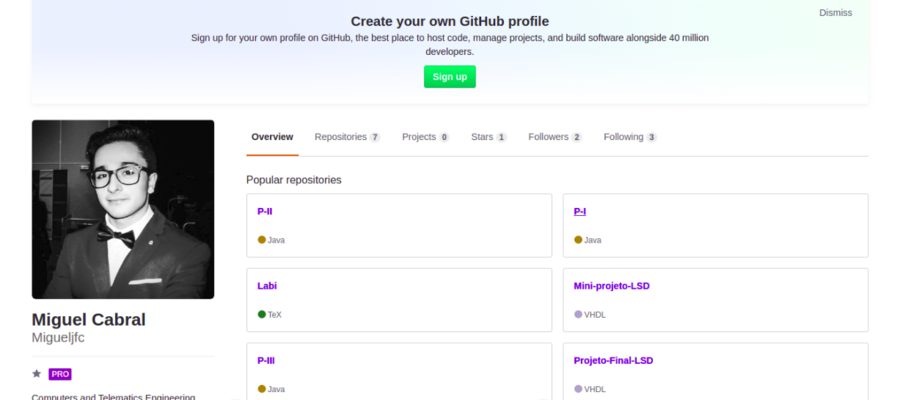 Dismiss
Create your own GitHub profile
Sign up for your own profile on GitHub, the best place to host code, manage projects, and build software alongside 40 million
developers.
Sign up
Overview Repositories 7 Projects 0 Stars 1 Followers 2 Following 3
Popular repositories
P-II
Java
P-I
Java
Labi
TeX
Mini-projeto-LSD
VHDL
P-III
Java
Projeto-Final-LSD
VHDL
Miguel Cabral
Migueljfc
PRO
Computers and Telematics Engineering